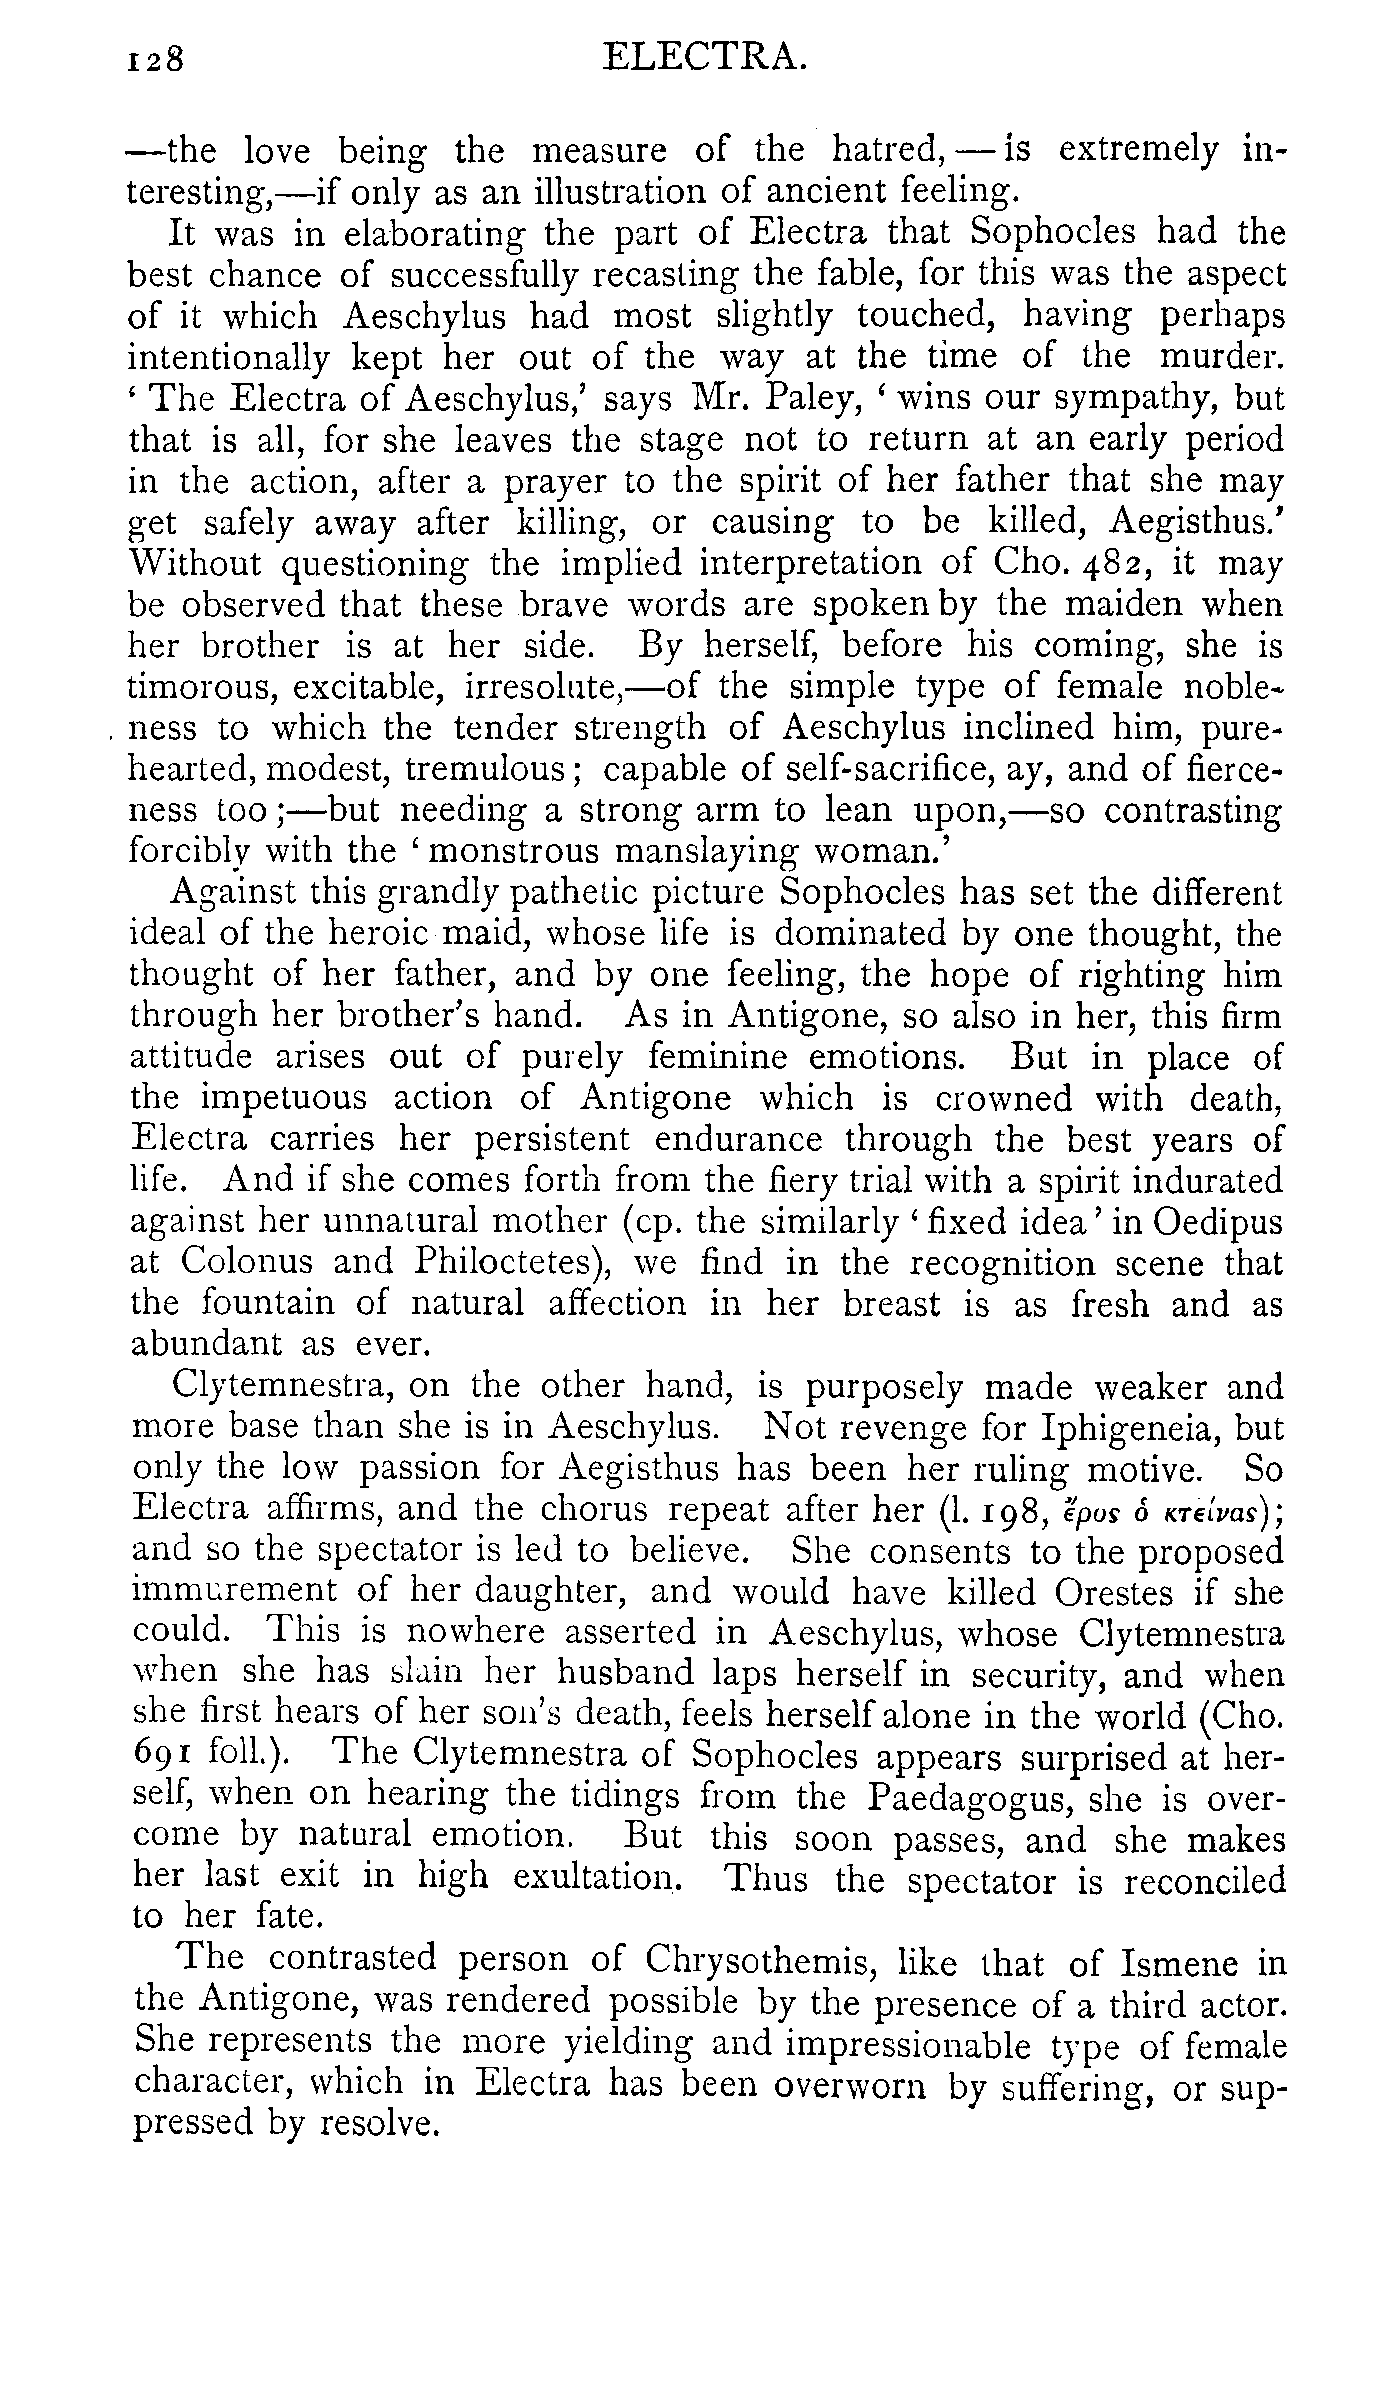 128 ELECTRA.
—the love being the measure of the hatred, — is extremely in-
teresting,—if only as an illustration of ancient feeling.
It was in elaborating the part of Electra that Sophocles had the
best chance of successfully recasting the fable, for this was the aspect
of it which Aeschylus had most slightly touched, having perhaps
intentionally kept her out of the way at the time of the murder.
‘ The Electra of Aeschylus,’ says Mr. Paley, ‘ wins our sympathy, but
that is all, for she leaves the stage not to return at an early period
in the action, after a prayer to the spirit of her father that she may
get safely away after killing, or causing to be killed, Aegisthus.’
Without questioning the implied interpretation of Cho. 482, it may
be observed that these brave words are spoken by the maiden when
her brother is at her side. By herself, before his coming, she is
timorous, excitable, irresolute,—of the simple type of female noble-
ness to which the tender strength of Aeschylus inclined him, pure-
hearted, modest, tremulous ; capable of self-sacrifice, ay, and of fierce-
ness too ;—but needing a strong arm to lean upon,—so contrasting
forcibly with the ‘ monstrous manslaying woman.’
Against this grandly pathetic picture Sophocles has set the different
ideal of the heroic maid, whose life is dominated by one thought, the
thought of her father, and by one feeling, the hope of righting him
through her brother’s hand. As in Antigone, so also in her, this firm
attitude arises out of purely feminine emotions. But in place of
the impetuous action of Antigone which is crowned with death,
Electra carries her persistent endurance through the best years of
life. And if she comes forth from the fiery trial with a spirit indurated
against her unnatural mother (cp. the similarly ‘ fixed idea ’ in Oedipus
at Colonus and Philoctetes), we find in the recognition scene that
the fountain of natural affection in her breast is as fresh and as
abundant as ever.
Clytemnestra, on the other hand, is purposely made weaker and
more base than she is in Aeschylus. Not revenge for Iphigeneia, but
only the low passion for Aegisthus has been her ruling motive. So
Electra affirms, and the chorus repeat after her (l. 198, ἔρος ὁ κτείνας);
and so the spectator is led to believe. She consents to the proposed
immurement of her daughter, and would have killed Orestes if she
could. This is nowhere asserted in Aeschylus, whose Clytemnestra
when she has slain her husband laps herself in security, and when
she first hears of her son’s death, feels herself alone in the world (Cho.
691 foll.). The Clytemnestra of Sophocles appears surprised at her-
self, when on hearing the tidings from the Paedagogus, she is over-
come by natural emotion. But this soon passes, and she makes
her last exit in high exultation. Thus the spectator is reconciled
to her fate.
The contrasted person of Chrysothemis, like that of Ismene in
the Antigone, was rendered possible by the presence of a third actor.
She represents the more yielding and impressionable type of female
character, which in Electra has been overworn by suffering, or sup-
pressed by resolve.